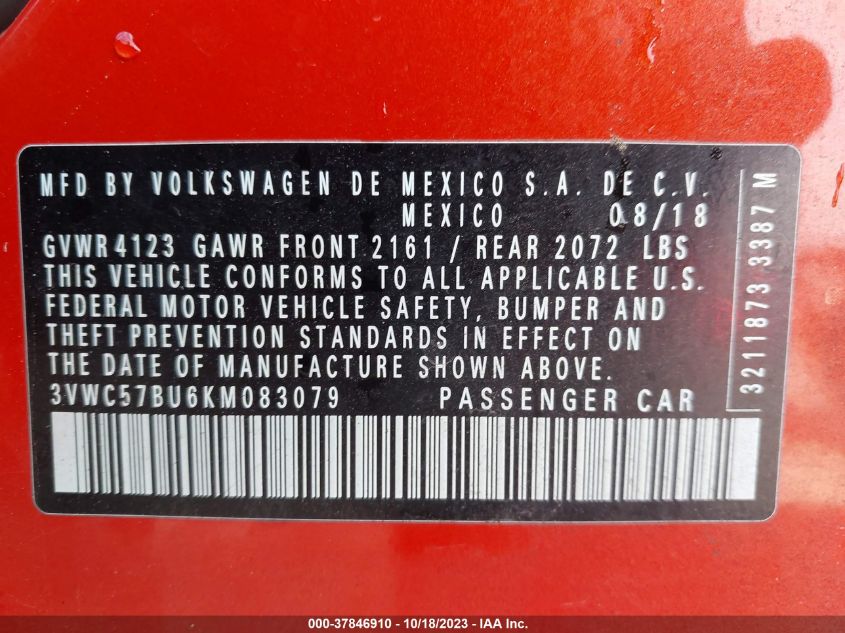 MFD BY VOLKSWAGEN DE MEXICO S.A. DE C.V.
MEXICO 08/18
GVWR 4123 GAWR FRONT 2161 / REAR 2072 LBS
THIS VEHICLE CONFORMS TO ALL APPLICABLE U.S.
FEDERAL MOTOR VEHICLE SAFETY, BUMPER AND
THEFT PREVENTION STANDARDS IN EFFECT ON
THE DATE OF MANUFACTURE SHOWN ABOVE.
3VWC57BU6KM083079 PASSENGER CAR
3211873 3387 M
000-37846910 - 10/18/2023 - IAA Inc.